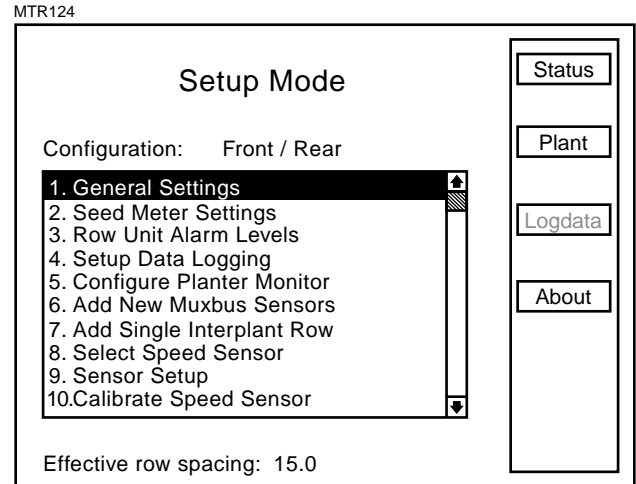 MTR124
Setup Mode
Configuration: Front / Rear
1. General Settings
2. Seed Meter Settings
3. Row Unit Alarm Levels
4. Setup Data Logging
5. Configure Planter Monitor
6. Add New Muxbus Sensors
7. Add Single Interplant Row
8. Select Speed Sensor
9. Sensor Setup
10.Calibrate Speed Sensor
Effective row spacing: 15.0
Status
Plant
Logdata
About